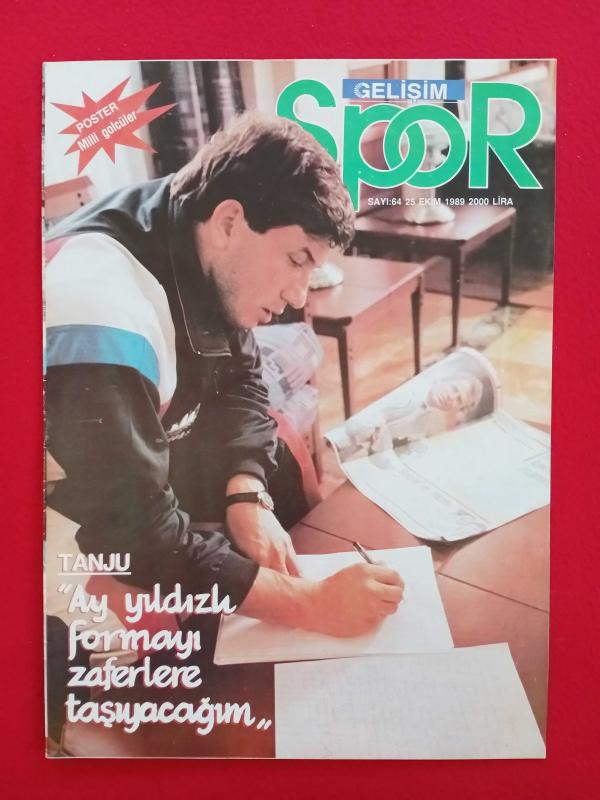 POSTER
Milli golcüler
GELİŞİM
SpoR
SAYI:64 25 EKİM 1989 2000 LİRA
TANJU
"Ay yıldızlı
formayı
zaferlere
taşıyacağım„